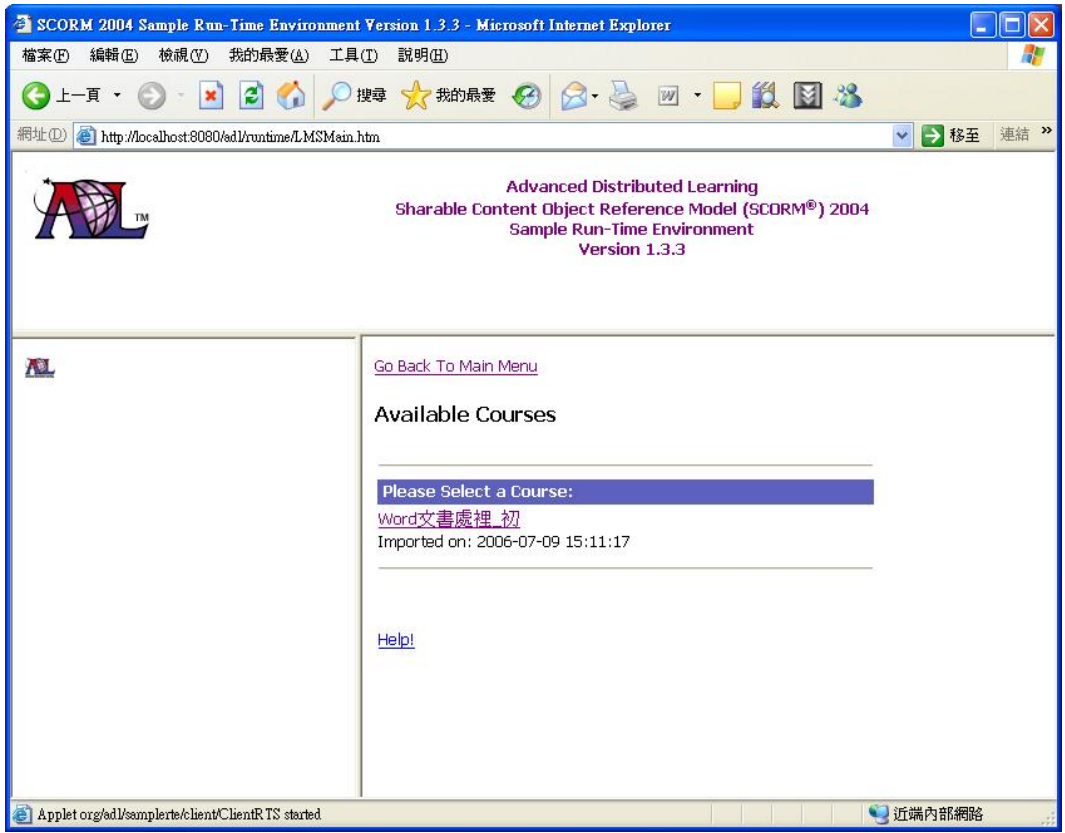 SCORM 2004 Sample Run-Time Environment Version 1.3.3 - Microsoft Internet Explorer
檔案(F) 編輯(E) 檢視(V) 我的最愛(A) 工具(T) 說明(H)
上一頁 搜尋 我的最愛
網址(D) http://localhost:8080/adl/runtime/LMSMain.htm 移至 連結 »
ADL TM
Advanced Distributed Learning
Sharable Content Object Reference Model (SCORM®) 2004
Sample Run-Time Environment
Version 1.3.3
ADL
Go Back To Main Menu
Available Courses
Please Select a Course:
Word文書處裡_初
Imported on: 2006-07-09 15:11:17
Help!
Applet org/adl/samplerte/client/ClientRTS started 近端內部網路